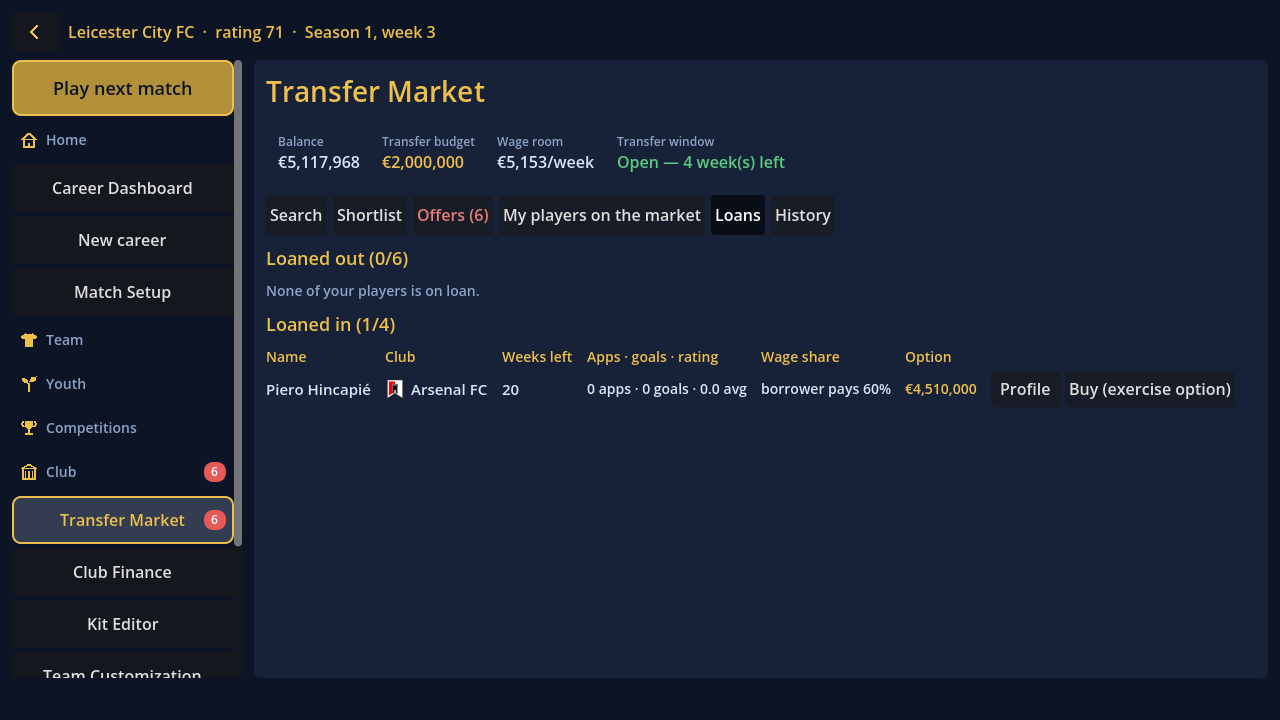 Leicester City FC · rating 71 · Season 1, week 3
Play next match
Home
Career Dashboard
New career
Match Setup
Team
Youth
Competitions
Club 6
Transfer Market 6
Club Finance
Kit Editor
Team Customization
Transfer Market
Balance Transfer budget Wage room Transfer window
€5,117,968 €2,000,000 €5,153/week Open — 4 week(s) left
Search Shortlist Offers (6) My players on the market Loans History
Loaned out (0/6)
None of your players is on loan.
Loaned in (1/4)
Name Club Weeks left Apps · goals · rating Wage share Option
Piero Hincapié Arsenal FC 20 0 apps · 0 goals · 0.0 avg borrower pays 60% €4,510,000 Profile Buy (exercise option)